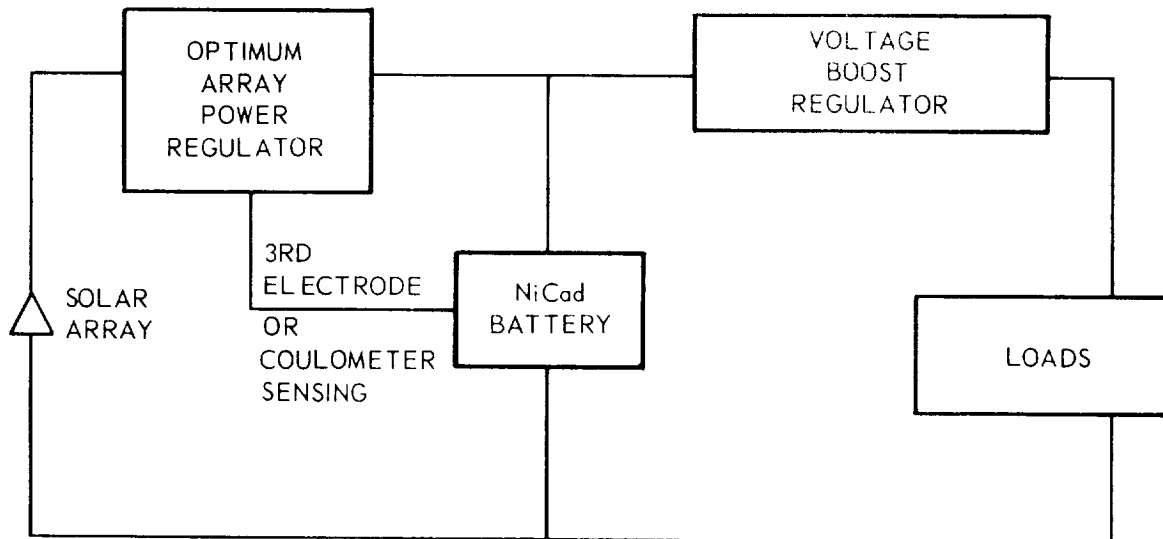 OPTIMUM
ARRAY
POWER
REGULATOR
VOLTAGE
BOOST
REGULATOR
3RD
ELECTRODE
OR
COULOMETER
SENSING
NiCad
BATTERY
SOLAR
ARRAY
LOADS